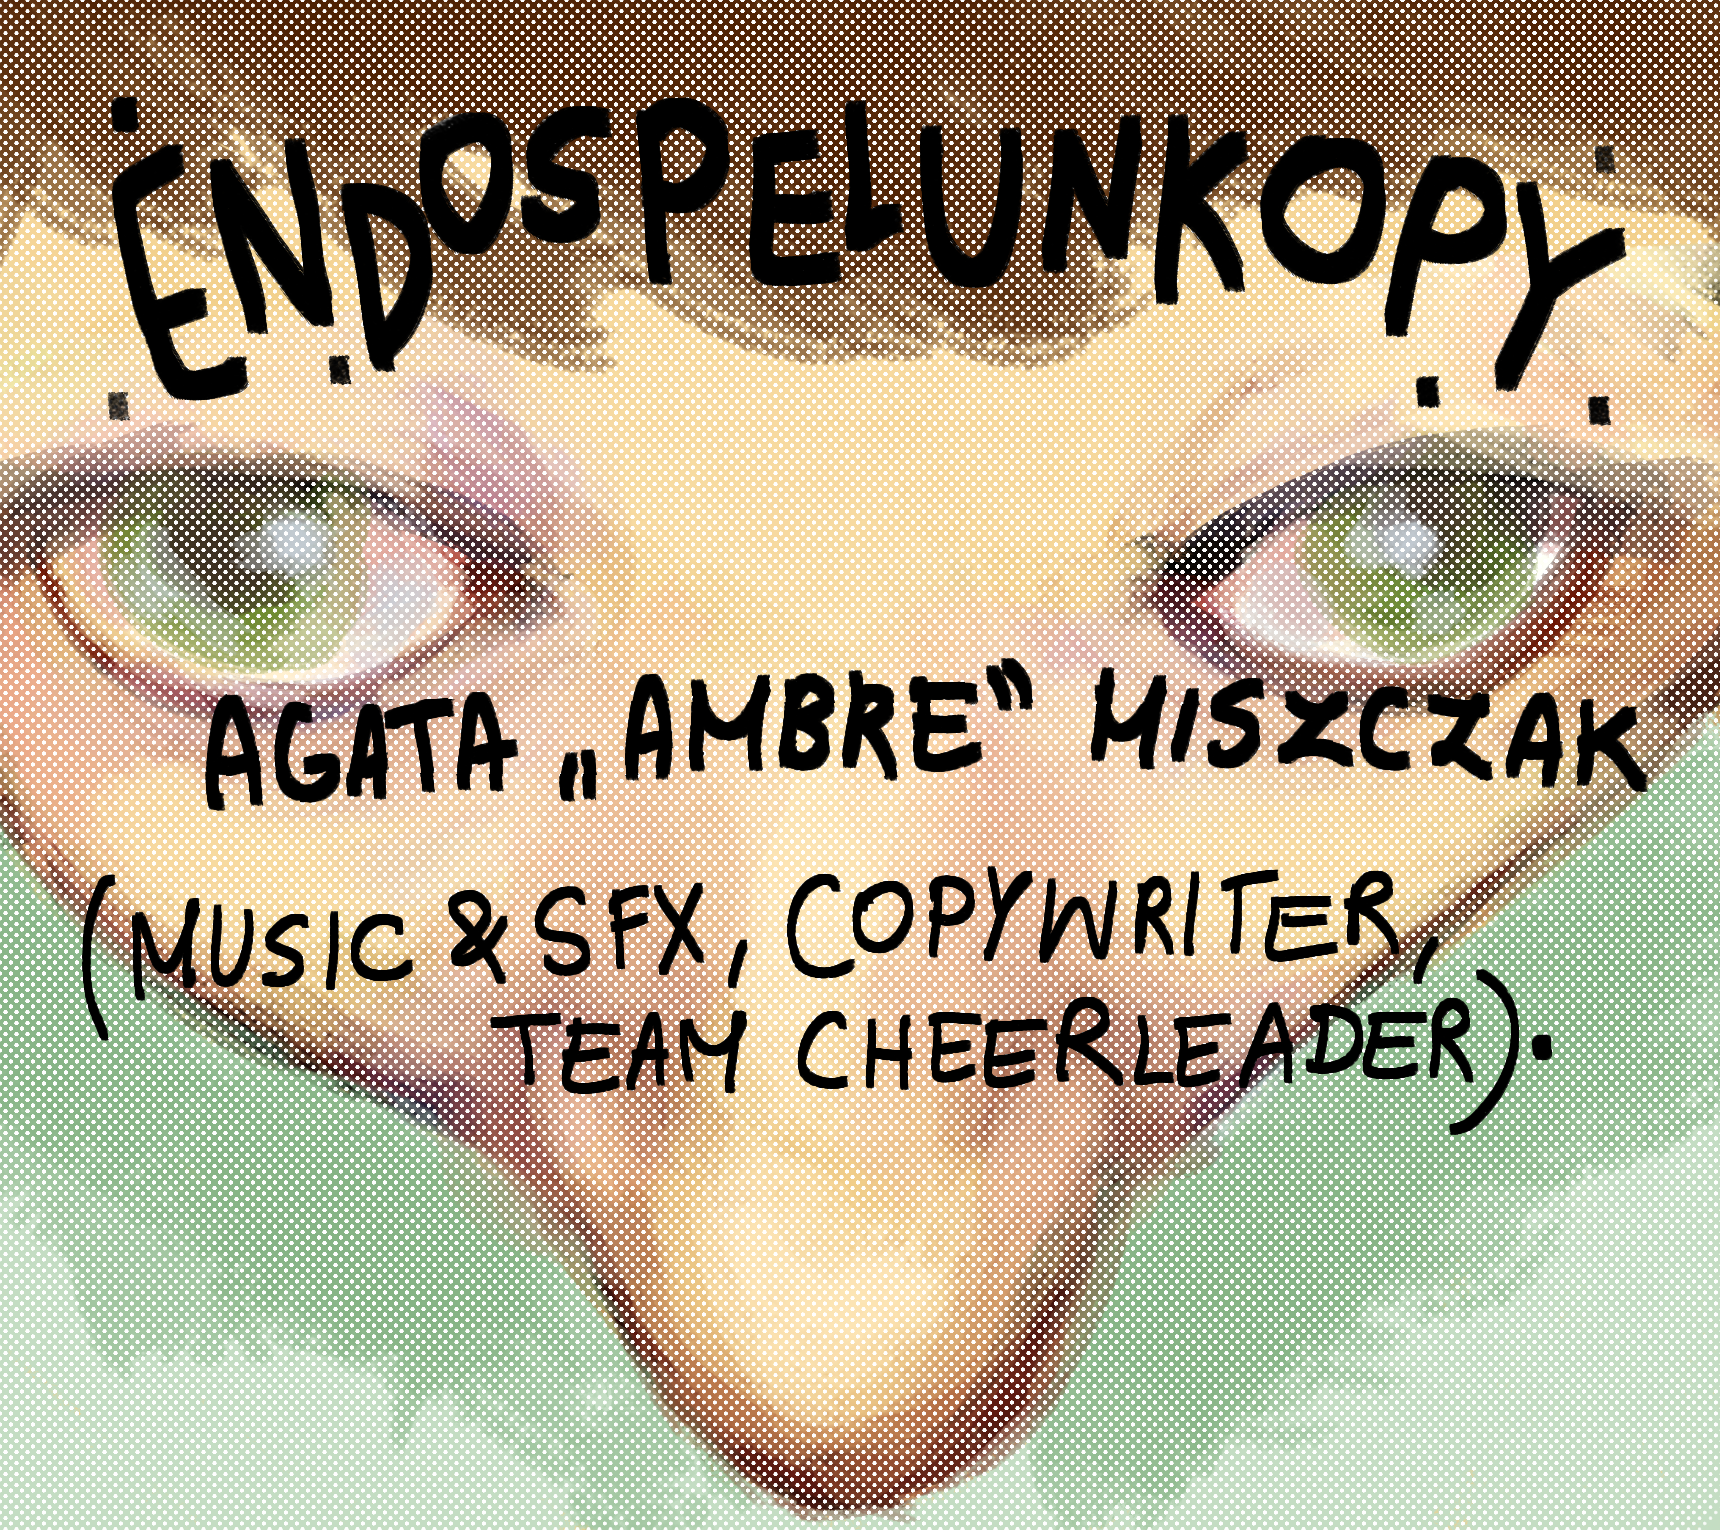 ENDOSPELUNKOPY
AGATA „AMBRE” MISZCZAK
(MUSIC & SFX, COPYWRITER,
TEAM CHEERLEADER).